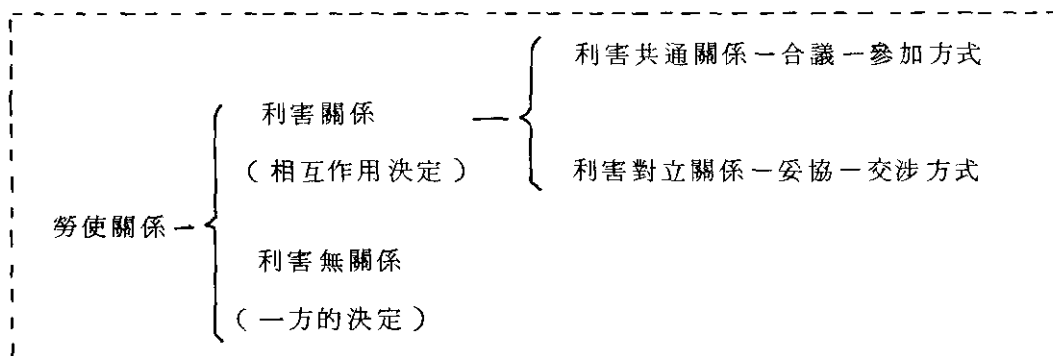 利害共通關係－合議－參加方式
利害關係
（相互作用決定）
利害對立關係－妥協－交涉方式
勞使關係－
利害無關係
（一方的決定）